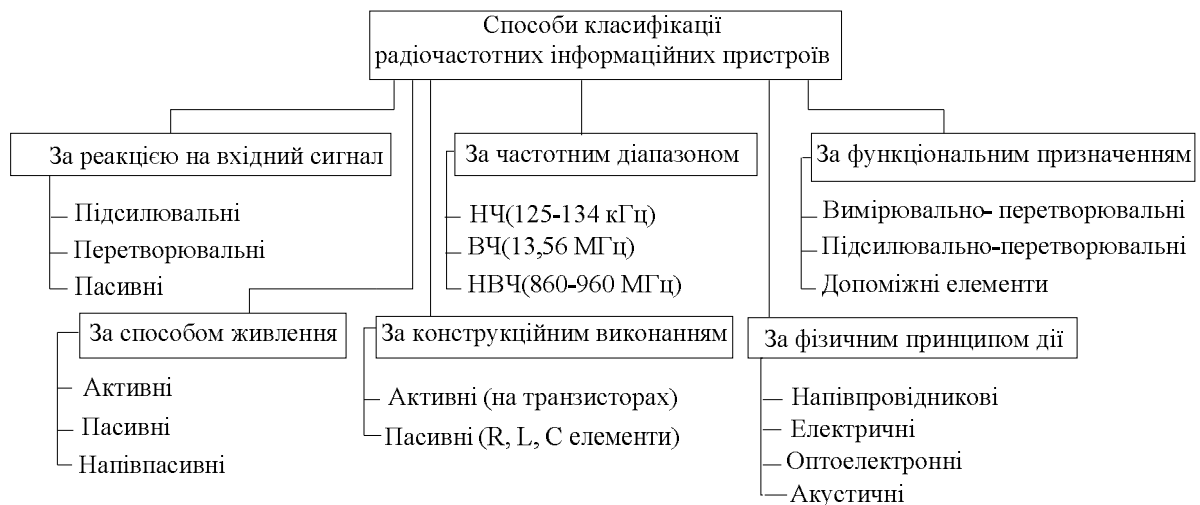 Способи класифікації
радіочастотних інформаційних пристроїв
За реакцією на вхідний сигнал
Підсилювальні
Перетворювальні
Пасивні
За частотним діапазоном
НЧ(125-134 кГц)
ВЧ(13,56 МГц)
НВЧ(860-960 МГц)
За функціональним призначенням
Вимірювально- перетворювальні
Підсилювально-перетворювальні
Допоміжні елементи
За способом живлення
Активні
Пасивні
Напівпасивні
За конструкційним виконанням
Активні (на транзисторах)
Пасивні (R, L, C елементи)
За фізичним принципом дії
Напівпровідникові
Електричні
Оптоелектронні
Акустичні